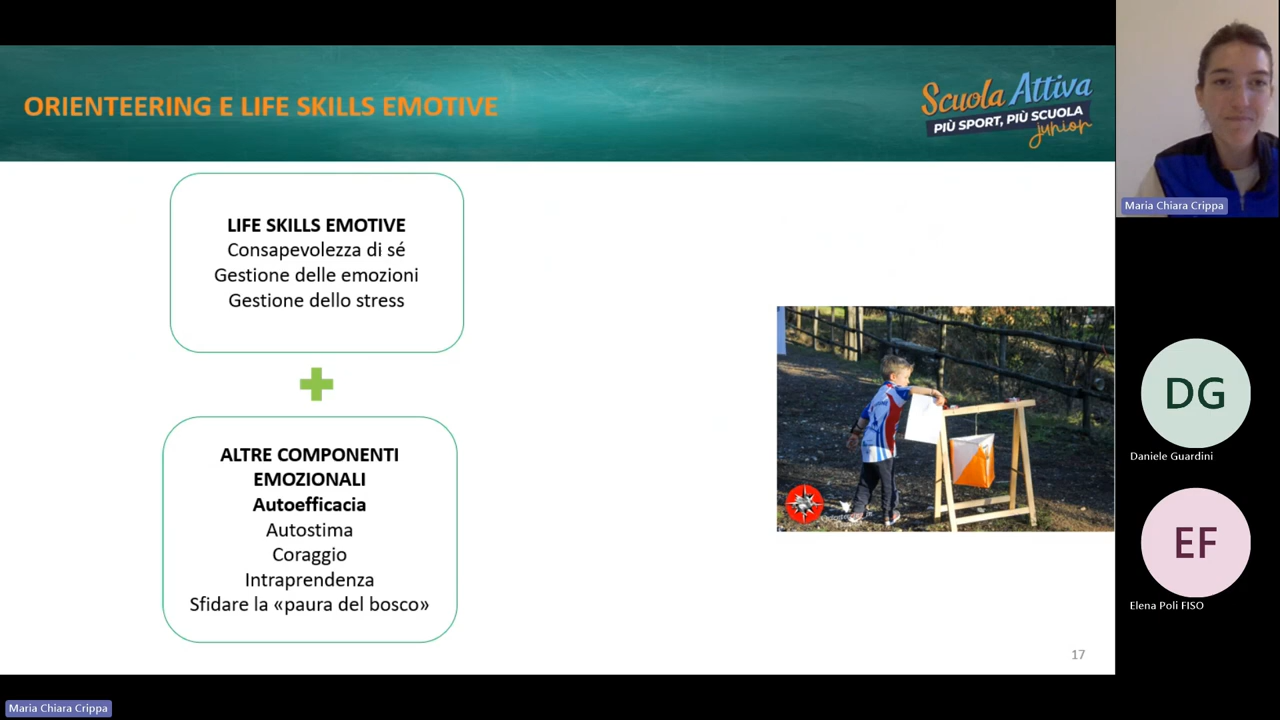 ORIENTEERING E LIFE SKILLS EMOTIVE
Scuola Attiva
PIÙ SPORT, PIÙ SCUOLA
junior
LIFE SKILLS EMOTIVE
Consapevolezza di sé
Gestione delle emozioni
Gestione dello stress
ALTRE COMPONENTI
EMOZIONALI
Autoefficacia
Autostima
Coraggio
Intraprendenza
Sfidare la «paura del bosco»
17
Maria Chiara Crippa
DG
Daniele Guardini
EF
Elena Poli FISO
Maria Chiara Crippa